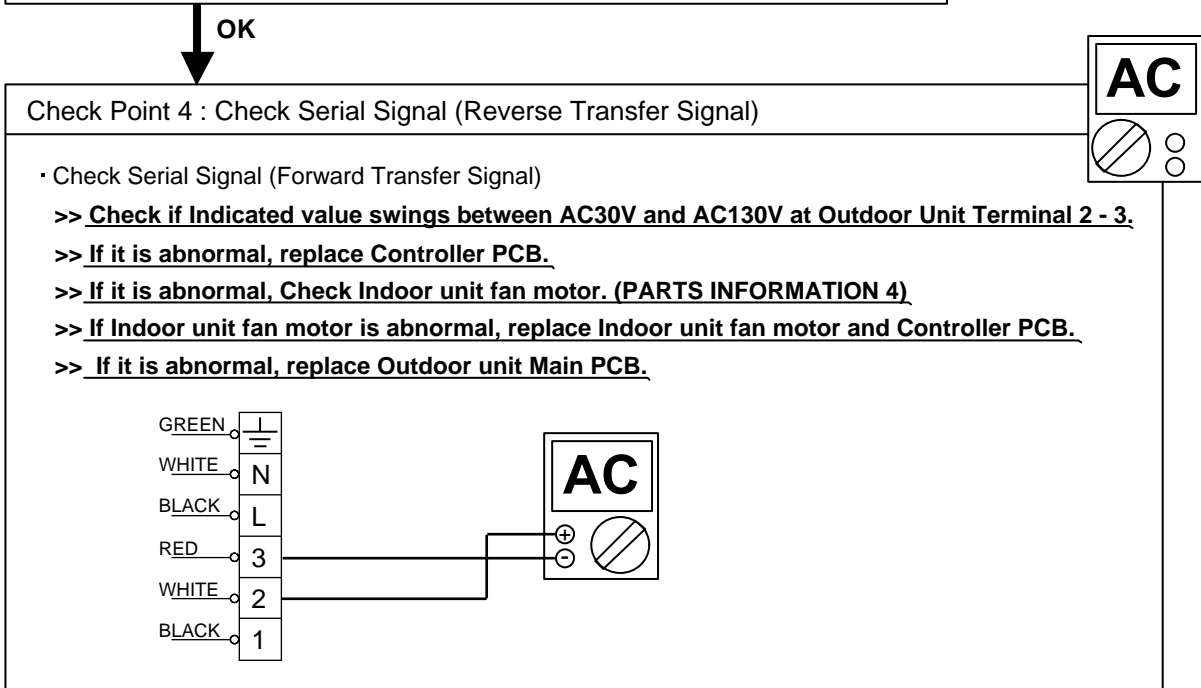 OK
AC
Check Point 4 : Check Serial Signal (Reverse Transfer Signal)
· Check Serial Signal (Forward Transfer Signal)
>> Check if Indicated value swings between AC30V and AC130V at Outdoor Unit Terminal 2 - 3.
>> If it is abnormal, replace Controller PCB.
>> If it is abnormal, Check Indoor unit fan motor. (PARTS INFORMATION 4)
>> If Indoor unit fan motor is abnormal, replace Indoor unit fan motor and Controller PCB.
>> If it is abnormal, replace Outdoor unit Main PCB.
GREEN
WHITE N
BLACK L
RED 3
WHITE 2
BLACK 1
AC
+
-